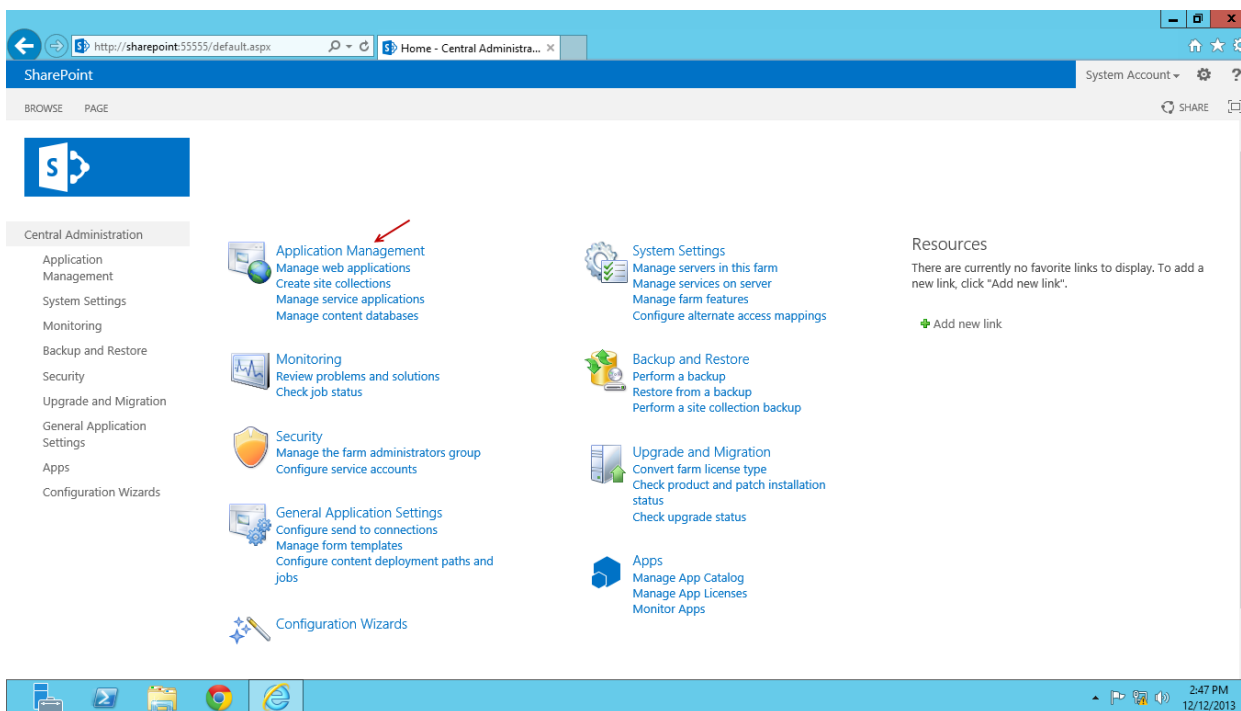 http://sharepoint:55555/default.aspx
Home - Central Administra...
SharePoint
System Account
?
BROWSE PAGE
SHARE
S
Central Administration
Application
Management
System Settings
Monitoring
Backup and Restore
Security
Upgrade and Migration
General Application
Settings
Apps
Configuration Wizards
Application Management
Manage web applications
Create site collections
Manage service applications
Manage content databases
Monitoring
Review problems and solutions
Check job status
Security
Manage the farm administrators group
Configure service accounts
General Application Settings
Configure send to connections
Manage form templates
Configure content deployment paths and
jobs
Configuration Wizards
System Settings
Manage servers in this farm
Manage services on server
Manage farm features
Configure alternate access mappings
Backup and Restore
Perform a backup
Restore from a backup
Perform a site collection backup
Upgrade and Migration
Convert farm license type
Check product and patch installation
status
Check upgrade status
Apps
Manage App Catalog
Manage App Licenses
Monitor Apps
Resources
There are currently no favorite links to display. To add a
new link, click "Add new link".
Add new link
2:47 PM
12/12/2013